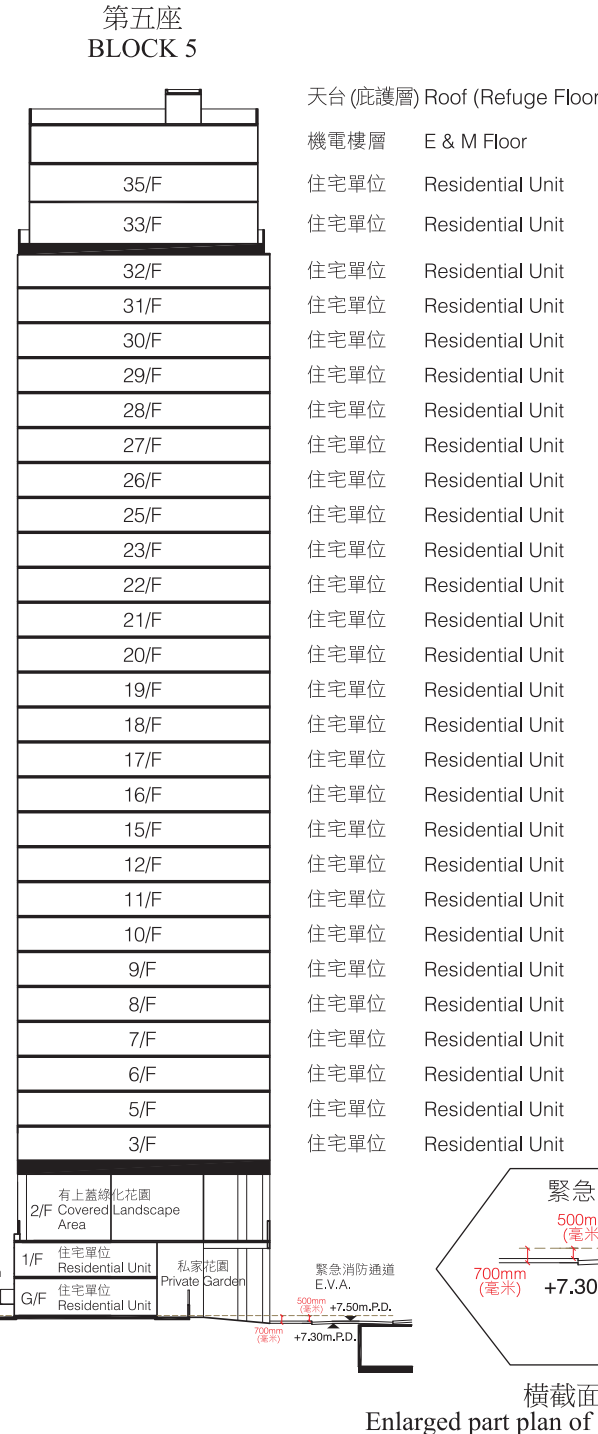 第五座
BLOCK 5
天台 (庇護層) Roof (Refuge Floor
機電樓層 E & M Floor
35/F 住宅單位 Residential Unit
33/F 住宅單位 Residential Unit
32/F 住宅單位 Residential Unit
31/F 住宅單位 Residential Unit
30/F 住宅單位 Residential Unit
29/F 住宅單位 Residential Unit
28/F 住宅單位 Residential Unit
27/F 住宅單位 Residential Unit
26/F 住宅單位 Residential Unit
25/F 住宅單位 Residential Unit
23/F 住宅單位 Residential Unit
22/F 住宅單位 Residential Unit
21/F 住宅單位 Residential Unit
20/F 住宅單位 Residential Unit
19/F 住宅單位 Residential Unit
18/F 住宅單位 Residential Unit
17/F 住宅單位 Residential Unit
16/F 住宅單位 Residential Unit
15/F 住宅單位 Residential Unit
12/F 住宅單位 Residential Unit
11/F 住宅單位 Residential Unit
10/F 住宅單位 Residential Unit
9/F 住宅單位 Residential Unit
8/F 住宅單位 Residential Unit
7/F 住宅單位 Residential Unit
6/F 住宅單位 Residential Unit
5/F 住宅單位 Residential Unit
3/F 住宅單位 Residential Unit
有上蓋綠化花園
2/F Covered Landscape
Area
1/F 住宅單位
Residential Unit
G/F 住宅單位
Residential Unit
私家花園
Private Garden
緊急消防通道
E.V.A.
500mm
(毫米)
+7.50m.P.D.
700mm
(毫米)
+7.30m.P.D.
緊急
500m
(毫米
700mm
(毫米)
+7.30
橫截面
Enlarged part plan of